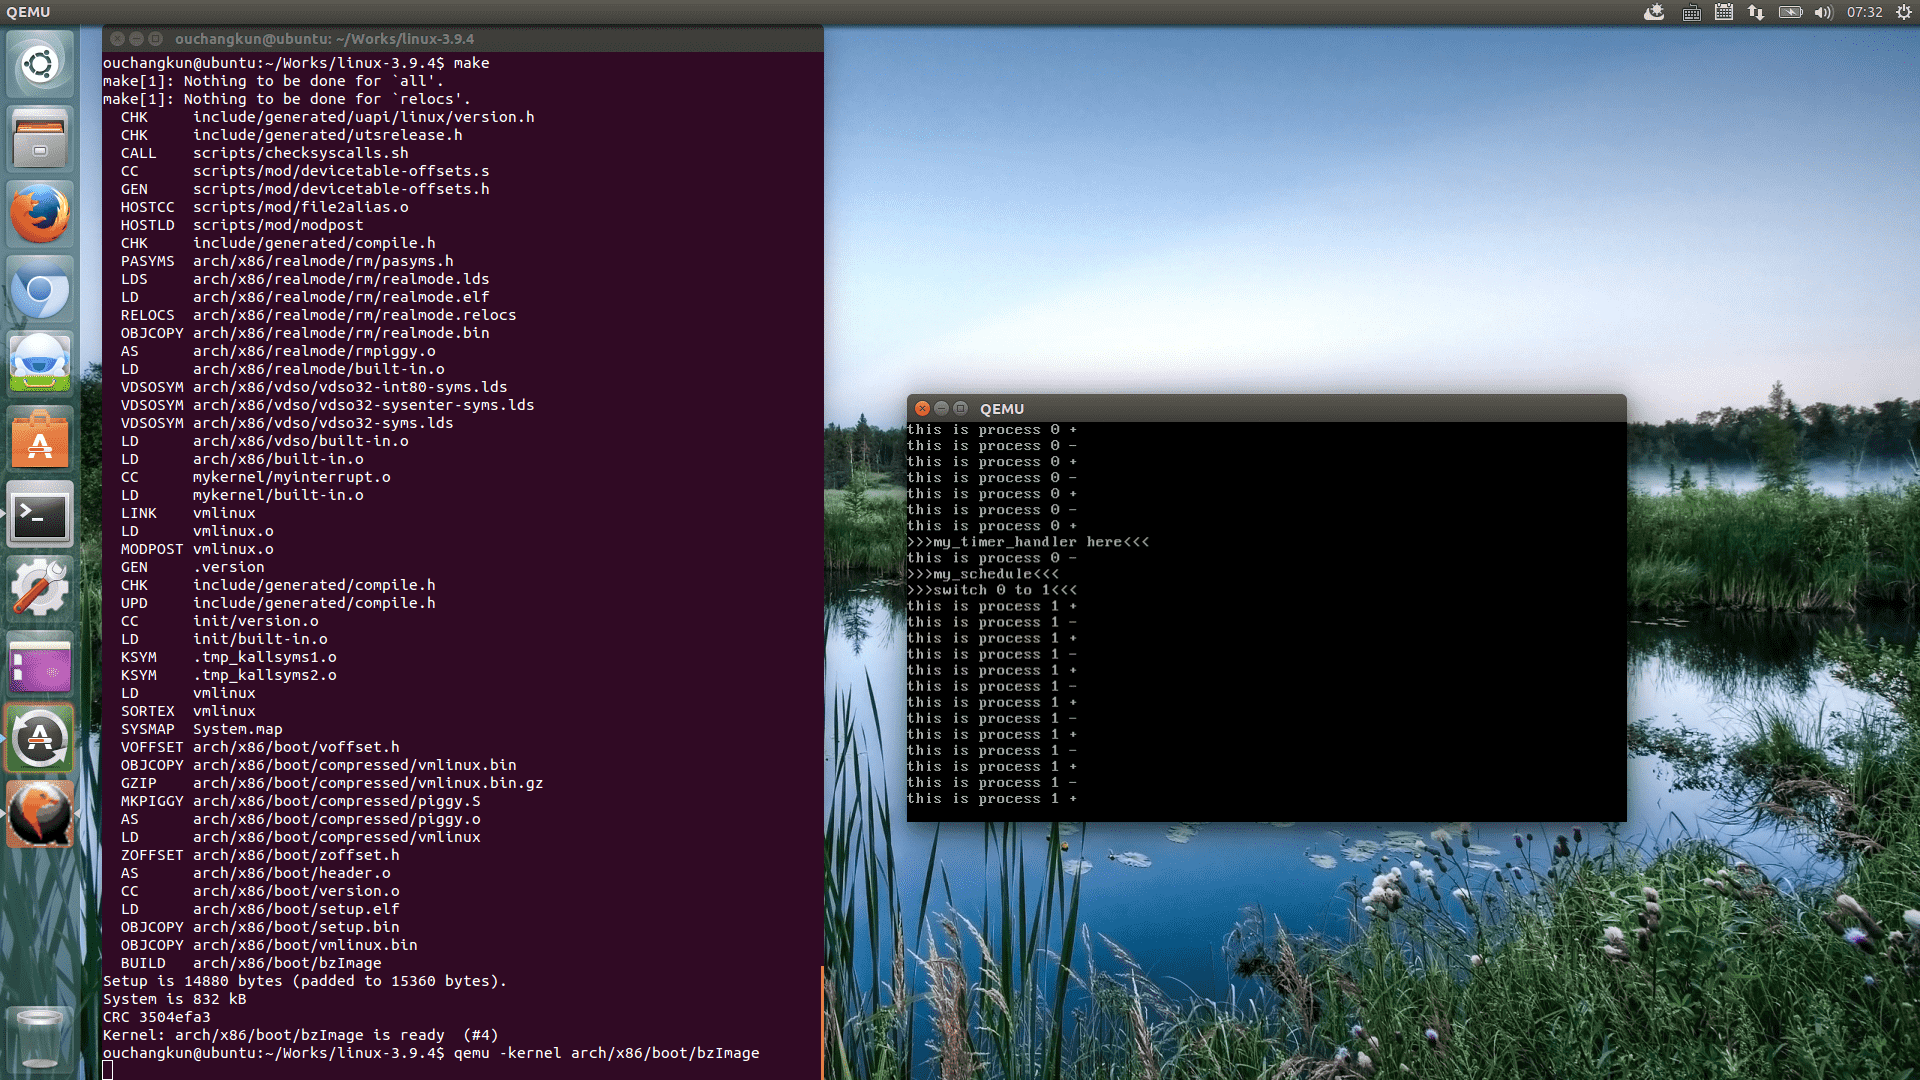 QEMU
07:32
ouchangkun@ubuntu: ~/Works/linux-3.9.4
ouchangkun@ubuntu:~/Works/linux-3.9.4$ make
make[1]: Nothing to be done for `all'.
make[1]: Nothing to be done for `relocs'.
CHK     include/generated/uapi/linux/version.h
CHK     include/generated/utsrelease.h
CALL    scripts/checksyscalls.sh
CC      scripts/mod/devicetable-offsets.s
GEN     scripts/mod/devicetable-offsets.h
HOSTCC  scripts/mod/file2alias.o
HOSTLD  scripts/mod/modpost
CHK     include/generated/compile.h
PASYMS  arch/x86/realmode/rm/pasyms.h
LDS     arch/x86/realmode/rm/realmode.lds
LD      arch/x86/realmode/rm/realmode.elf
RELOCS  arch/x86/realmode/rm/realmode.relocs
OBJCOPY arch/x86/realmode/rm/realmode.bin
AS      arch/x86/realmode/rmpiggy.o
LD      arch/x86/realmode/built-in.o
VDSOSYM arch/x86/vdso/vdso32-int80-syms.lds
VDSOSYM arch/x86/vdso/vdso32-sysenter-syms.lds
VDSOSYM arch/x86/vdso/vdso32-syms.lds
LD      arch/x86/vdso/built-in.o
LD      arch/x86/built-in.o
CC      mykernel/myinterrupt.o
LD      mykernel/built-in.o
LINK    vmlinux
LD      vmlinux.o
MODPOST vmlinux.o
GEN     .version
CHK     include/generated/compile.h
UPD     include/generated/compile.h
CC      init/version.o
LD      init/built-in.o
KSYM    .tmp_kallsyms1.o
KSYM    .tmp_kallsyms2.o
LD      vmlinux
SORTEX  vmlinux
SYSMAP  System.map
VOFFSET arch/x86/boot/voffset.h
OBJCOPY arch/x86/boot/compressed/vmlinux.bin
GZIP    arch/x86/boot/compressed/vmlinux.bin.gz
MKPIGGY arch/x86/boot/compressed/piggy.S
AS      arch/x86/boot/compressed/piggy.o
LD      arch/x86/boot/compressed/vmlinux
ZOFFSET arch/x86/boot/zoffset.h
AS      arch/x86/boot/header.o
CC      arch/x86/boot/version.o
LD      arch/x86/boot/setup.elf
OBJCOPY arch/x86/boot/setup.bin
OBJCOPY arch/x86/boot/vmlinux.bin
BUILD   arch/x86/boot/bzImage
Setup is 14880 bytes (padded to 15360 bytes).
System is 832 kB
CRC 3504efa3
Kernel: arch/x86/boot/bzImage is ready  (#4)
ouchangkun@ubuntu:~/Works/linux-3.9.4$ qemu -kernel arch/x86/boot/bzImage
QEMU
this is process 0 +
this is process 0 -
this is process 0 +
this is process 0 -
this is process 0 +
this is process 0 -
this is process 0 +
>>>my_timer_handler here<<<
this is process 0 -
>>>my_schedule<<<
>>>switch 0 to 1<<<
this is process 1 +
this is process 1 -
this is process 1 +
this is process 1 -
this is process 1 +
this is process 1 -
this is process 1 +
this is process 1 -
this is process 1 +
this is process 1 -
this is process 1 +
this is process 1 -
this is process 1 +